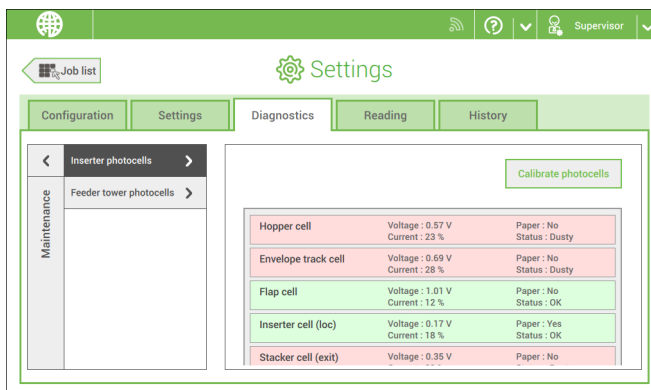 Supervisor
Job list
Settings
Configuration
Settings
Diagnostics
Reading
History
Maintenance
Inserter photocells
Feeder tower photocells
Calibrate photocells
Hopper cell
Voltage : 0.57 V
Paper : No
Current : 23 %
Status : Dusty
Envelope track cell
Voltage : 0.69 V
Paper : No
Current : 28 %
Status : Dusty
Flap cell
Voltage : 1.01 V
Paper : No
Current : 12 %
Status : OK
Inserter cell (loc)
Voltage : 0.17 V
Paper : Yes
Current : 18 %
Status : OK
Stacker cell (exit)
Voltage : 0.35 V
Paper : No